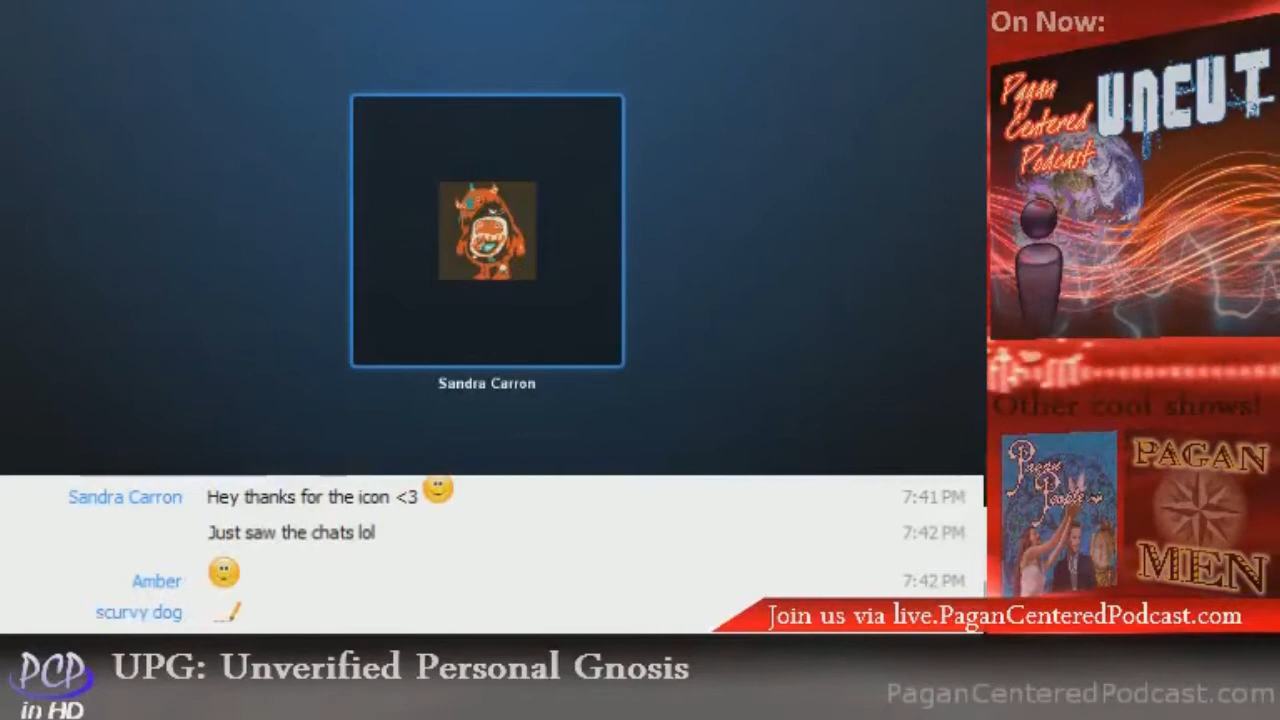 On Now:
Pagan
Centered
Podcast
UNCUT
Sandra Carron
Other cool shows!
Sandra Carron Hey thanks for the icon <3 7:41 PM
Just saw the chats lol 7:42 PM
Amber 7:42 PM
scurvy dog
Pagan
People
PAGAN
MEN
Join us via live.PaganCenteredPodcast.com
PCP
in HD
UPG: Unverified Personal Gnosis
PaganCenteredPodcast.com